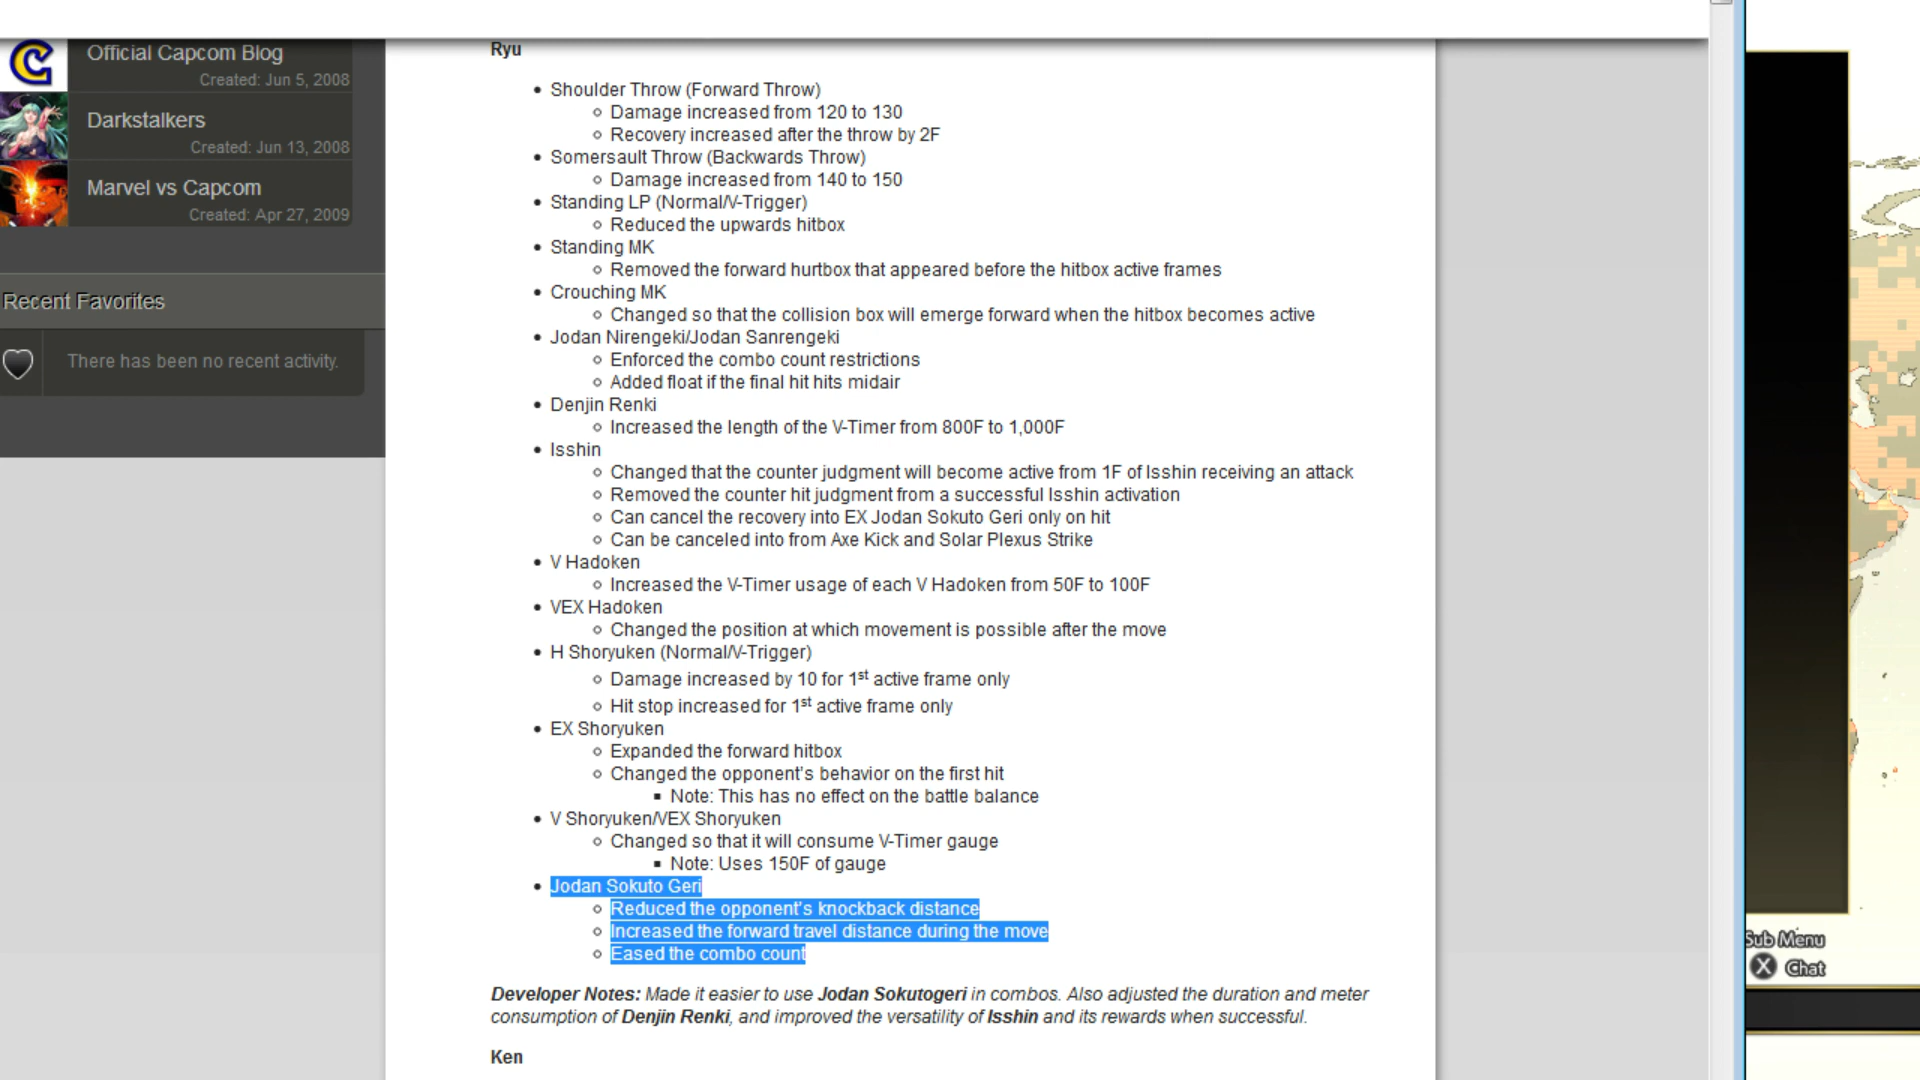 Official Capcom Blog
Created: Jun 5, 2008
Darkstalkers
Created: Jun 13, 2008
Marvel vs Capcom
Created: Apr 27, 2009
Recent Favorites
There has been no recent activity.
Ryu
• Shoulder Throw (Forward Throw)
Damage increased from 120 to 130
Recovery increased after the throw by 2F
• Somersault Throw (Backwards Throw)
Damage increased from 140 to 150
• Standing LP (Normal/V-Trigger)
Reduced the upwards hitbox
• Standing MK
Removed the forward hurtbox that appeared before the hitbox active frames
• Crouching MK
Changed so that the collision box will emerge forward when the hitbox becomes active
• Jodan Nirengeki/Jodan Sanrengeki
Enforced the combo count restrictions
Added float if the final hit hits midair
• Denjin Renki
Increased the length of the V-Timer from 800F to 1,000F
• Isshin
Changed that the counter judgment will become active from 1F of Isshin receiving an attack
Removed the counter hit judgment from a successful Isshin activation
Can cancel the recovery into EX Jodan Sokuto Geri only on hit
Can be canceled into from Axe Kick and Solar Plexus Strike
• V Hadoken
Increased the V-Timer usage of each V Hadoken from 50F to 100F
• VEX Hadoken
Changed the position at which movement is possible after the move
• H Shoryuken (Normal/V-Trigger)
Damage increased by 10 for 1st active frame only
Hit stop increased for 1st active frame only
• EX Shoryuken
Expanded the forward hitbox
Changed the opponent's behavior on the first hit
Note: This has no effect on the battle balance
• V Shoryuken/VEX Shoryuken
Changed so that it will consume V-Timer gauge
Note: Uses 150F of gauge
• Jodan Sokuto Geri
Reduced the opponent's knockback distance
Increased the forward travel distance during the move
Eased the combo count
Developer Notes: Made it easier to use Jodan Sokutogeri in combos. Also adjusted the duration and meter
consumption of Denjin Renki, and improved the versatility of Isshin and its rewards when successful.
Ken
Sub Menu
X Chat